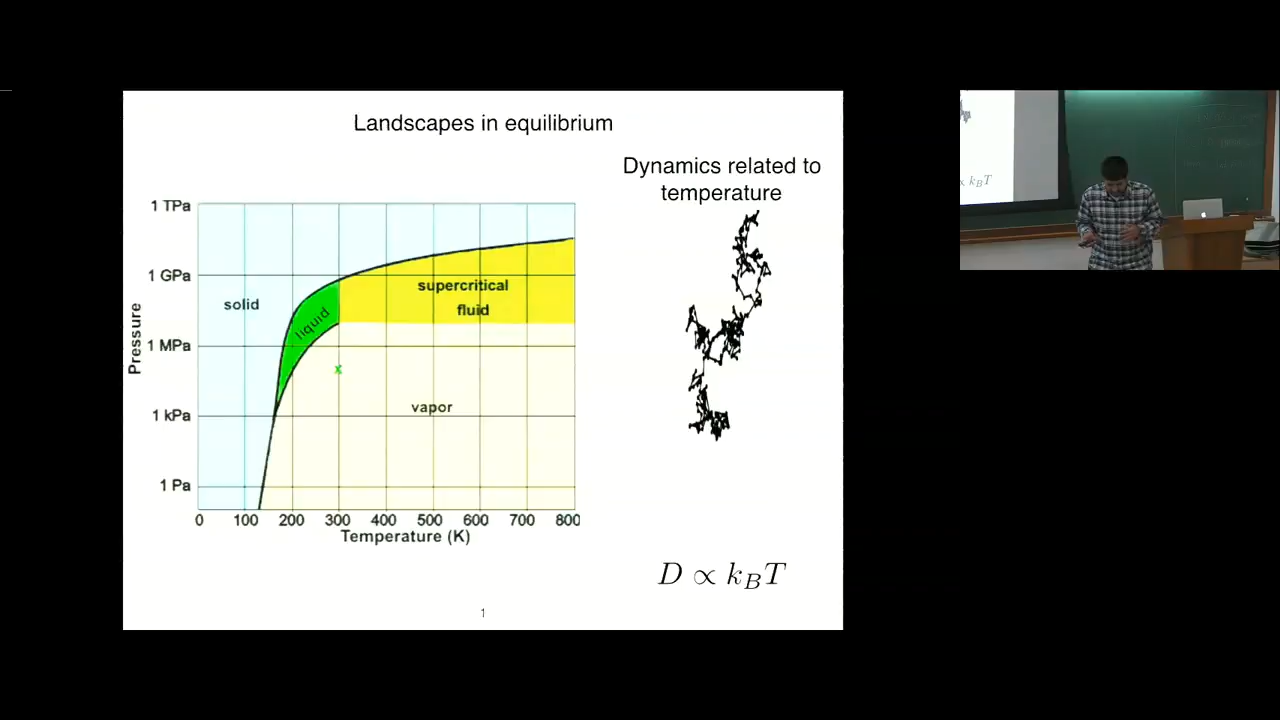 Landscapes in equilibrium
Dynamics related to
temperature
1 TPa
1 GPa
1 MPa
1 kPa
1 Pa
Pressure
solid
liquid
supercritical
fluid
x
vapor
0 100 200 300 400 500 600 700 800
Temperature (K)
D ∝ k_B T
1
∝ k_B T